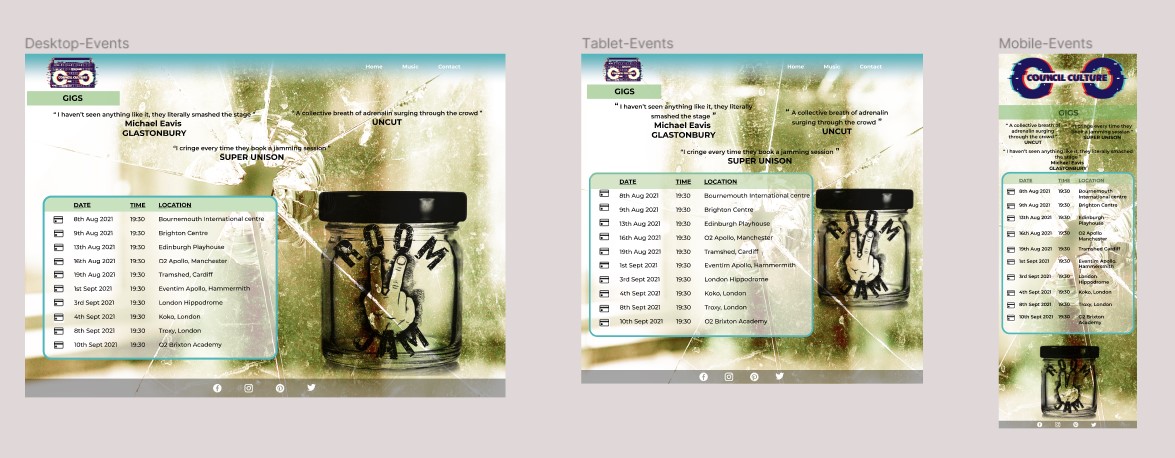 Desktop-Events
COUNCIL CULTURE
Home Music Contact
GIGS
“ I haven't seen anything like it, they literally smashed the stage ”
Michael Eavis
GLASTONBURY
“ A collective breath of adrenalin surging through the crowd ”
UNCUT
“I cringe every time they book a jamming session ”
SUPER UNISON
DATE TIME LOCATION
8th Aug 2021 19:30 Bournemouth International centre
9th Aug 2021 19:30 Brighton Centre
13th Aug 2021 19:30 Edinburgh Playhouse
16th Aug 2021 19:30 O2 Apollo, Manchester
19th Aug 2021 19:30 Tramshed, Cardiff
1st Sept 2021 19:30 Eventim Apollo, Hammermith
3rd Sept 2021 19:30 London Hippodrome
4th Sept 2021 19:30 Koko, London
8th Sept 2021 19:30 Troxy, London
10th Sept 2021 19:30 O2 Brixton Academy
ROOM
JAM
Tablet-Events
Home Music Contact
GIGS
“ I haven't seen anything like it, they literally
smashed the stage ”
Michael Eavis
GLASTONBURY
“ A collective breath of adrenalin
surging through the crowd ”
UNCUT
“I cringe every time they book a jamming session ”
SUPER UNISON
DATE TIME LOCATION
8th Aug 2021 19:30 Bournemouth International centre
9th Aug 2021 19:30 Brighton Centre
13th Aug 2021 19:30 Edinburgh Playhouse
16th Aug 2021 19:30 O2 Apollo, Manchester
19th Aug 2021 19:30 Tramshed, Cardiff
1st Sept 2021 19:30 Eventim Apollo, Hammermith
3rd Sept 2021 19:30 London Hippodrome
4th Sept 2021 19:30 Koko, London
8th Sept 2021 19:30 Troxy, London
10th Sept 2021 19:30 O2 Brixton Academy
ROOM
JAM
Mobile-Events
COUNCIL CULTURE
GIGS
“ A collective breath of
adrenalin surging
through the crowd ”
UNCUT
“I cringe every time they
book a jamming session ”
SUPER UNISON
“ I haven't seen anything like it, they literally smashed
the stage ”
Michael Eavis
GLASTONBURY
DATE TIME LOCATION
8th Aug 2021 19:30 Bournemouth
International centre
9th Aug 2021 19:30 Brighton Centre
13th Aug 2021 19:30 Edinburgh
Playhouse
16th Aug 2021 19:30 O2 Apollo,
Manchester
19th Aug 2021 19:30 Tramshed, Cardiff
1st Sept 2021 19:30 Eventim Apollo,
Hammermith
3rd Sept 2021 19:30 London
Hippodrome
4th Sept 2021 19:30 Koko, London
8th Sept 2021 19:30 Troxy, London
10th Sept 2021 19:30 O2 Brixton
Academy
ROOM
JAM